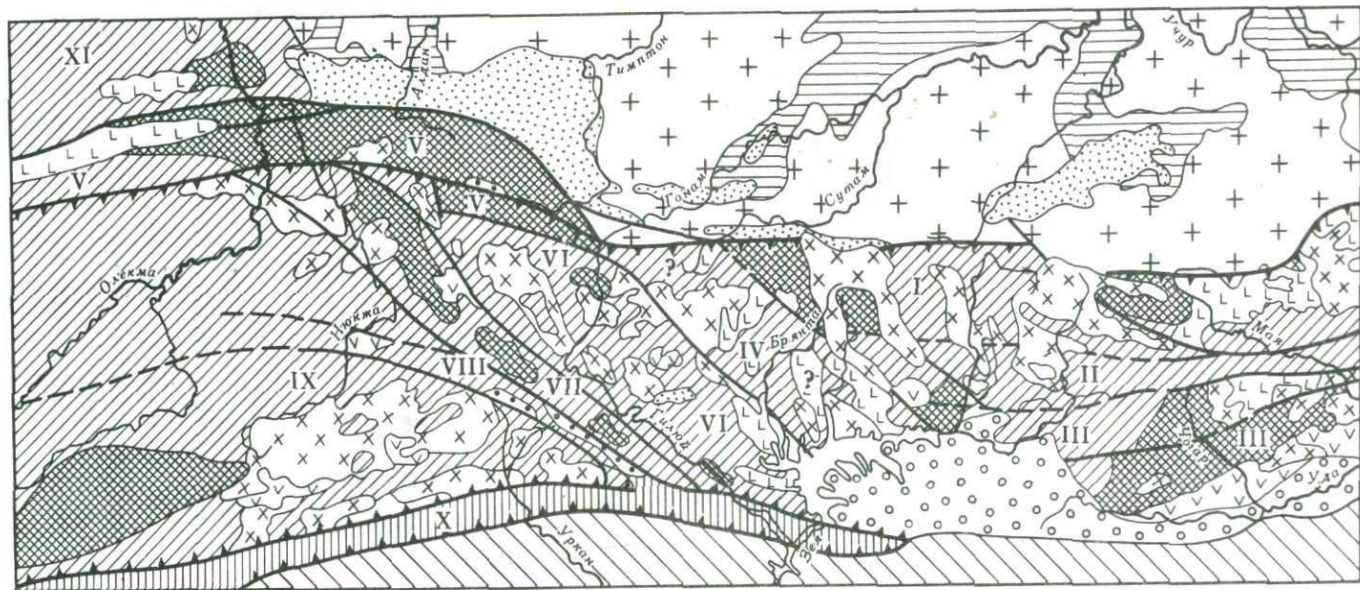 XI
Алдан
Тимптон
Учур
V
V
V
Гонам
Сутам
VI
?
I
Олёкма
Нюкжа
IV
Брянта
Мая
VIII
II
IX
VII
?
Гилюй
VI
III
III
Уда
X
Уркан
Зея